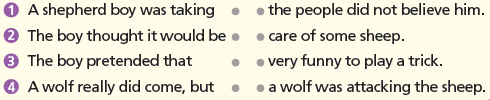 1 A shepherd boy was taking • • the people did not believe him.
2 The boy thought it would be • • care of some sheep.
3 The boy pretended that • • very funny to play a trick.
4 A wolf really did come, but • • a wolf was attacking the sheep.